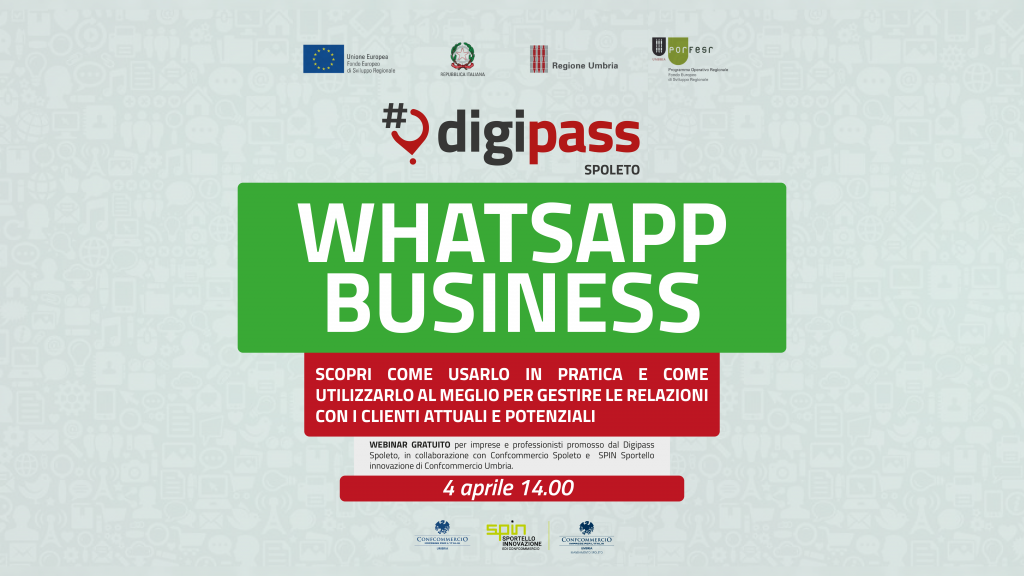 Unione Europea
Fondo Europeo
di Sviluppo Regionale
REPUBBLICA ITALIANA
Regione Umbria
PORFESR
Programma Operativo Regionale
Fondo Europeo
di Sviluppo Regionale
#digipass
SPOLETO
WHATSAPP
BUSINESS
SCOPRI COME USARLO IN PRATICA E COME
UTILIZZARLO AL MEGLIO PER GESTIRE LE RELAZIONI
CON I CLIENTI ATTUALI E POTENZIALI
WEBINAR GRATUITO per imprese e professionisti promosso dal Digipass
Spoleto, in collaborazione con Confcommercio Spoleto e SPIN Sportello
innovazione di Confcommercio Umbria.
4 aprile 14.00
CONFCOMMERCIO
UMBRIA
spin
SPORTELLO
INNOVAZIONE
DI CONFCOMMERCIO
CONFCOMMERCIO
UMBRIA